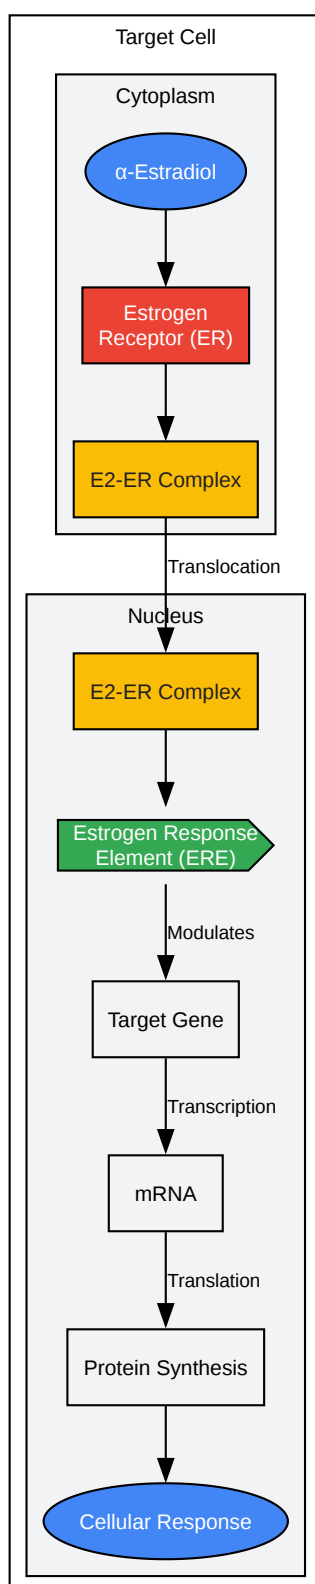 Target Cell
Cytoplasm
α-Estradiol
Estrogen
Receptor (ER)
E2-ER Complex
Translocation
Nucleus
E2-ER Complex
Estrogen Response
Element (ERE)
Modulates
Target Gene
Transcription
mRNA
Translation
Protein Synthesis
Cellular Response